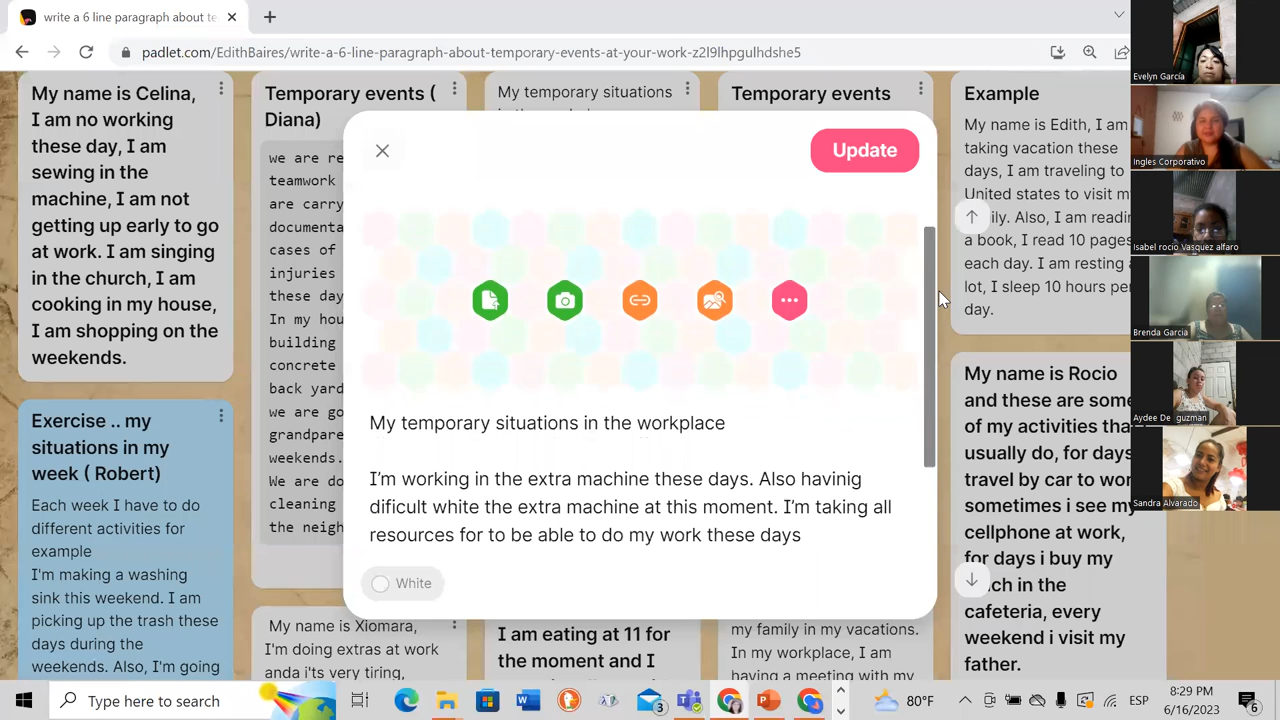 write a 6 line paragraph about te
padlet.com/EdithBaires/write-a-6-line-paragraph-about-temporary-events-at-your-work-z2l9lhpgulhdshe5
My name is Celina,
I am no working
these day, I am
sewing in the
machine, I am not
getting up early to go
at work. I am singing
in the church, I am
cooking in my house,
I am shopping on the
weekends.
Exercise .. my
situations in my
week ( Robert)
Each week I have to do
different activities for
example
I'm making a washing
sink this weekend. I am
picking up the trash these
days during the
weekends. Also, I'm going
Temporary events (
Diana)
we are re
teamwork
are carry
documenta
cases of
injuries
these day
In my hou
building
concrete
back yard
we are go
grandpare
weekends.
We are do
cleaning
the neigh
My name is Xiomara,
I'm doing extras at work
anda i'ts very tiring,
My temporary situations
Update
My temporary situations in the workplace
I'm working in the extra machine these days. Also havinig
dificult white the extra machine at this moment. I'm taking all
resources for to be able to do my work these days
White
I am eating at 11 for
the moment and I
Temporary events
my family in my vacations.
In my workplace, I am
having a meeting with my
Example
My name is Edith, I am
taking vacation these
days, I am traveling to
United states to visit my
ily. Also, I am readi
a book, I read 10 pages
each day. I am resting a
lot, I sleep 10 hours per
day.
My name is Rocio
and these are some
of my activities tha
usually do, for days
travel by car to wor
sometimes i see my
cellphone at work,
for days i buy my
ch in the
cafeteria, every
weekend i visit my
father.
Evelyn García
Ingles Corporativo
Isabel rocio Vasquez alfaro
Brenda Garcia
Aydee De guzman
Sandra Alvarado
Type here to search
3
80°F
ESP
8:29 PM
6/16/2023
6